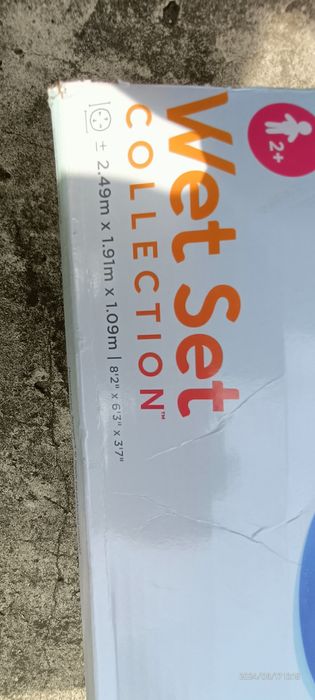 2+
Wet Set
COLLECTION™
± 2.49m x 1.91m x 1.09m | 8'2" x 6'3" x 3'7"